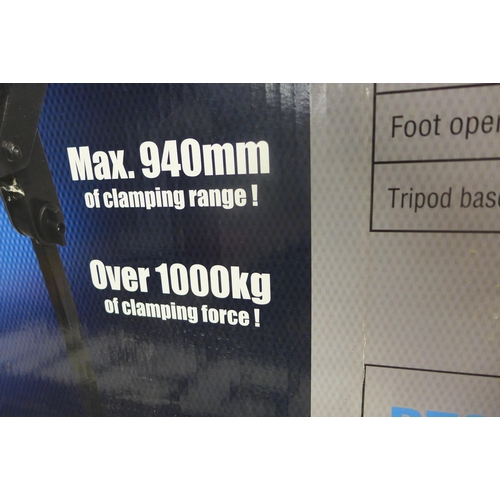 Max. 940mm
of clamping range !
Over 1000kg
of clamping force !
Foot oper
Tripod base